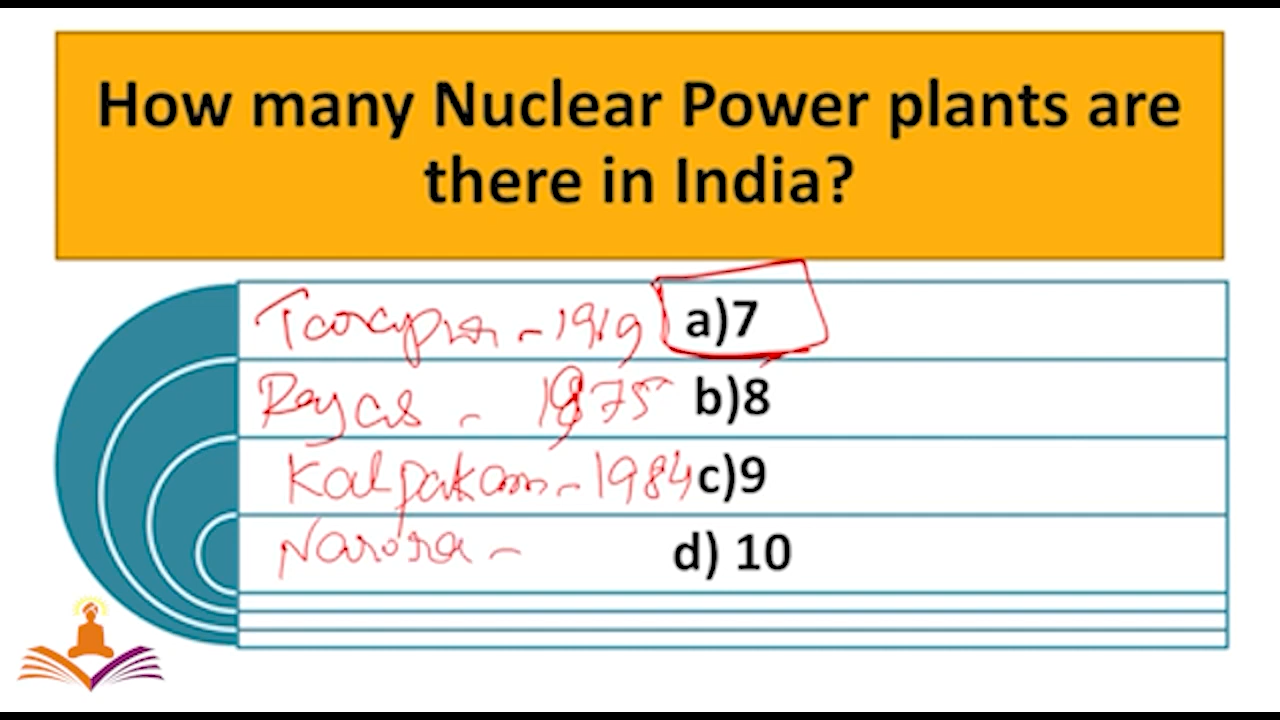 How many Nuclear Power plants are
there in India?
Tarapur - 1969 a)7
Rajas - 1975 b)8
Kalpakam - 1984 c)9
Narora - d) 10